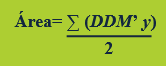 Área= ∑ (DDM’ y)
2